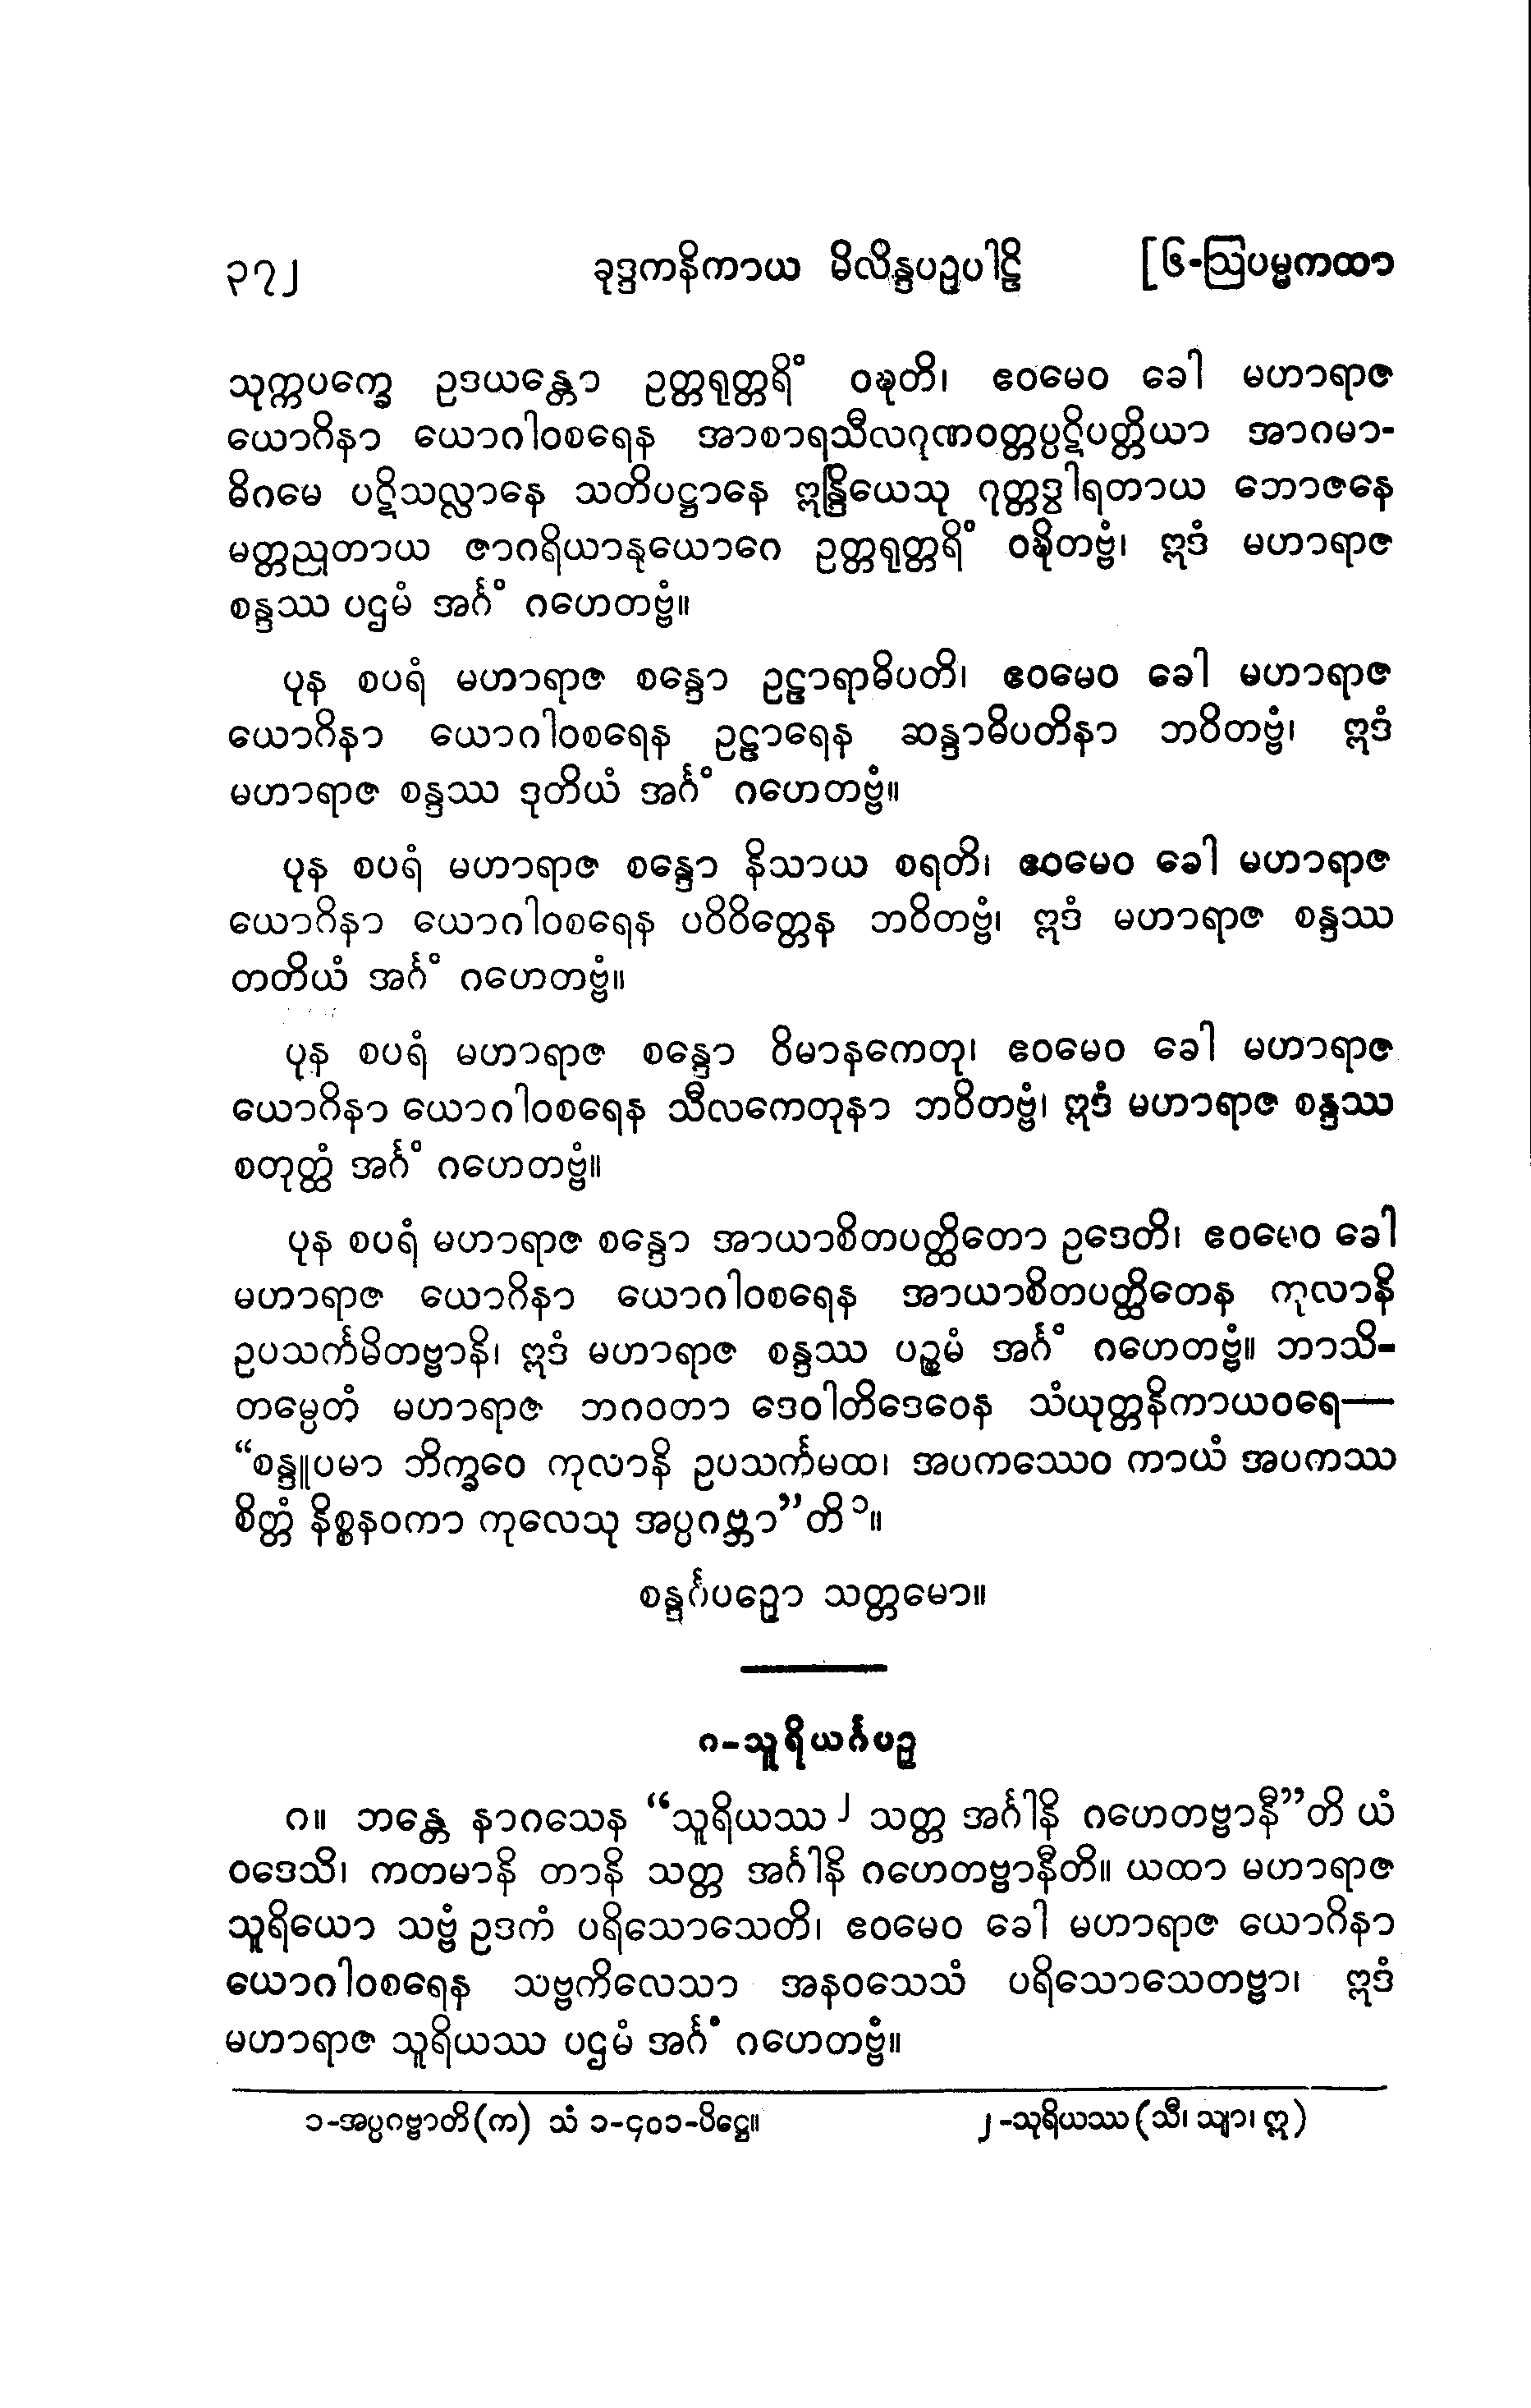 ၃၇၂ ခုဒ္ဒကနိကာယ မိလိန္ဒပဉှပါဠိ [၆-ဩပမ္မကထာ
သုက္ကပက္ခေ ဥဒယန္တော ဥတ္တရုတ္တရိံ ဝဍ္ဎတိ၊ ဧဝမေဝ ခေါ မဟာရာဇ
ယောဂိနာ ယောဂါဝစရေန အာစာရသီလဂုဏဝတ္တပ္ပဋိပတ္တိယာ အာဂမာ-
ဓိဂမေ ပဋိသလ္လာနေ သတိပဋ္ဌာနေ ဣန္ဒြိယေသု ဂုတ္တဒွါရတာယ ဘောဇနေ
မတ္တညုတာယ ဇာဂရိယာနုယောဂေ ဥတ္တရုတ္တရိံ ဝဍ္ဎိတဗ္ဗံ၊ ဣဒံ မဟာရာဇ
စန္ဒဿ ပဌမံ အင်္ဂံ ဂဟေတဗ္ဗံ။
ပုန စပရံ မဟာရာဇ စန္ဒော ဥဠာရာဓိပတိ၊ ဧဝမေဝ ခေါ မဟာရာဇ
ယောဂိနာ ယောဂါဝစရေန ဥဠာရေန ဆန္ဒာဓိပတိနာ ဘဝိတဗ္ဗံ၊ ဣဒံ
မဟာရာဇ စန္ဒဿ ဒုတိယံ အင်္ဂံ ဂဟေတဗ္ဗံ။
ပုန စပရံ မဟာရာဇ စန္ဒော နိသာယ စရတိ၊ ဧဝမေဝ ခေါ မဟာရာဇ
ယောဂိနာ ယောဂါဝစရေန ပဝိဝိတ္တေန ဘဝိတဗ္ဗံ၊ ဣဒံ မဟာရာဇ စန္ဒဿ
တတိယံ အင်္ဂံ ဂဟေတဗ္ဗံ။
ပုန စပရံ မဟာရာဇ စန္ဒော ဝိမာနကေတု၊ ဧဝမေဝ ခေါ မဟာရာဇ
ယောဂိနာ ယောဂါဝစရေန သီလကေတုနာ ဘဝိတဗ္ဗံ၊ ဣဒံ မဟာရာဇ စန္ဒဿ
စတုတ္ထံ အင်္ဂံ ဂဟေတဗ္ဗံ။
ပုန စပရံ မဟာရာဇ စန္ဒော အာယာစိတပတ္ထိတော ဥဒေတိ၊ ဧဝမေဝ ခေါ
မဟာရာဇ ယောဂိနာ ယောဂါဝစရေန အာယာစိတပတ္ထိတေန ကုလာနိ
ဥပသင်္ကမိတဗ္ဗာနိ၊ ဣဒံ မဟာရာဇ စန္ဒဿ ပဉ္စမံ အင်္ဂံ ဂဟေတဗ္ဗံ။ ဘာသိ-
တမ္ပေတံ မဟာရာဇ ဘဂဝတာ ဒေဝါတိဒေဝေန သံယုတ္တနိကာယဝရေ—
“စန္ဒူပမာ ဘိက္ခဝေ ကုလာနိ ဥပသင်္ကမထ၊ အပကဿေဝ ကာယံ အပကဿ
စိတ္တံ နိစ္စနဝကာ ကုလေသု အပ္ပဂဗ္ဘာ”တိ ၁။
စန္ဒင်္ဂပဉှော သတ္တမော။
ဂ-သူရိယင်္ဂပဉှ
ဂ။ ဘန္တေ နာဂသေန “သူရိယဿ ၂ သတ္တ အင်္ဂါနိ ဂဟေတဗ္ဗာနီ”တိ ယံ
ဝဒေသိ၊ ကတမာနိ တာနိ သတ္တ အင်္ဂါနိ ဂဟေတဗ္ဗာနီတိ။ ယထာ မဟာရာဇ
သူရိယော သဗ္ဗံ ဥဒကံ ပရိသောသေတိ၊ ဧဝမေဝ ခေါ မဟာရာဇ ယောဂိနာ
ယောဂါဝစရေန သဗ္ဗကိလေသာ အနဝသေသံ ပရိသောသေတဗ္ဗာ၊ ဣဒံ
မဟာရာဇ သူရိယဿ ပဌမံ အင်္ဂံ ဂဟေတဗ္ဗံ။
၁-အပ္ပဂဗ္ဗာတိ (က) သံ ၁-၄၀၁-ပိဋ္ဌေ။ ၂-သုရိယဿ (သီ၊ သျာ၊ ဣ)